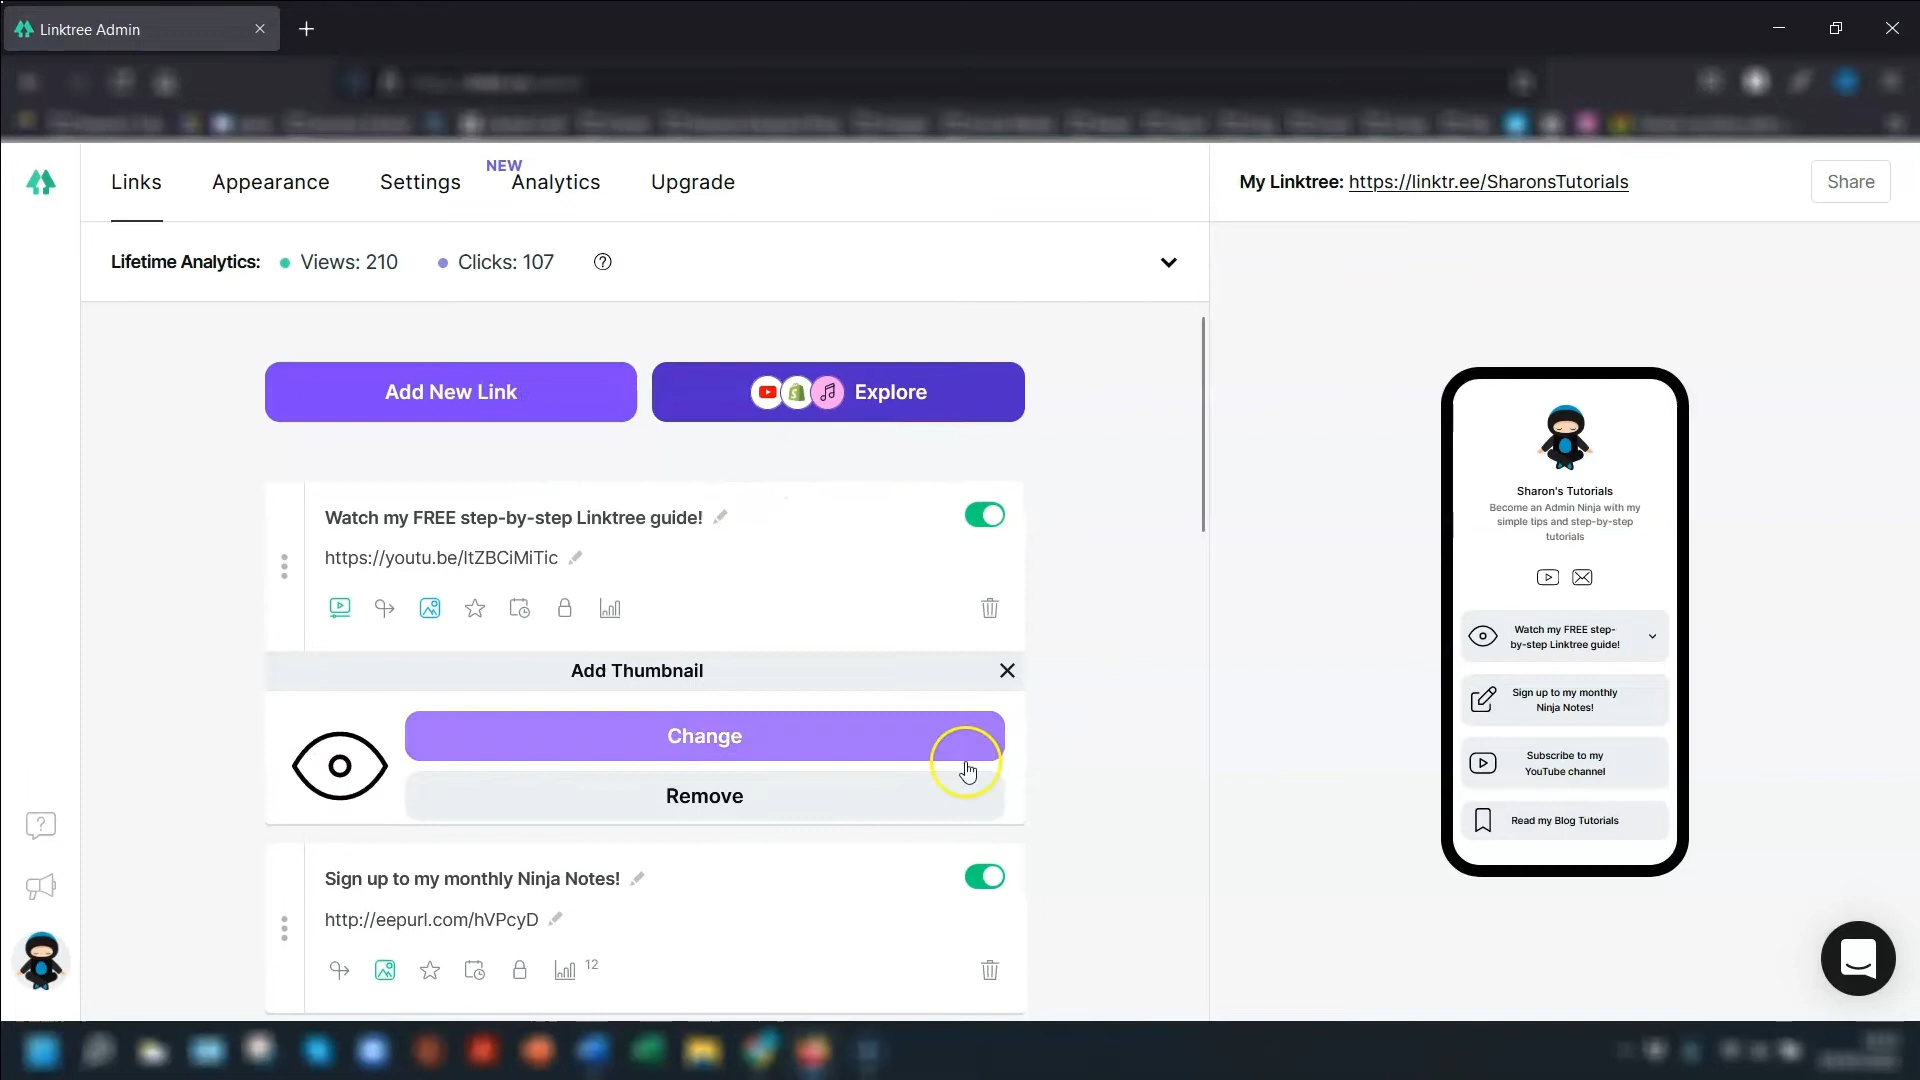 Linktree Admin
Links
Appearance
Settings
NEW
Analytics
Upgrade
My Linktree: https://linktr.ee/SharonsTutorials
Share
Lifetime Analytics:
Views: 210
Clicks: 107
Add New Link
Explore
Watch my FREE step-by-step Linktree guide!
https://youtu.be/ltZBCiMiTic
Add Thumbnail
Change
Remove
Sign up to my monthly Ninja Notes!
http://eepurl.com/hVPcyD
12
Sharon's Tutorials
Become an Admin Ninja with my
simple tips and step-by-step
tutorials
Watch my FREE step-
by-step Linktree guide!
Sign up to my monthly
Ninja Notes!
Subscribe to my
YouTube channel
Read my Blog Tutorials